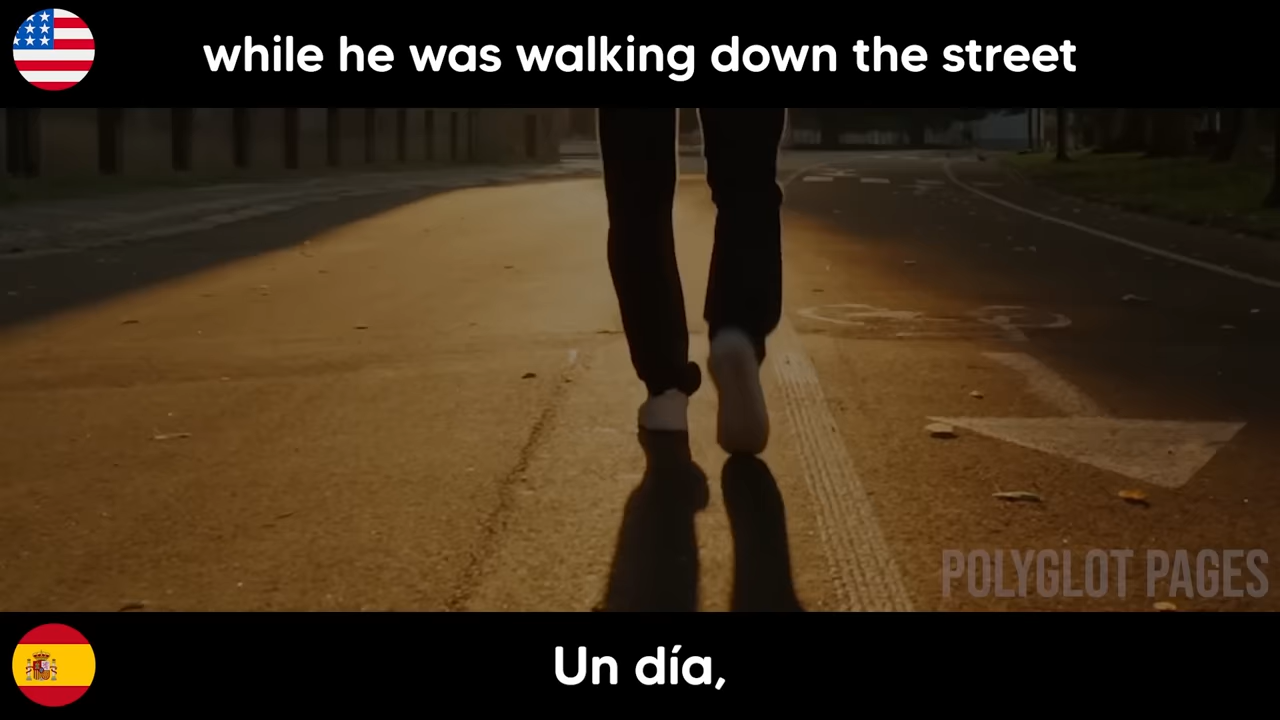 while he was walking down the street
POLYGLOT PAGES
Un día,